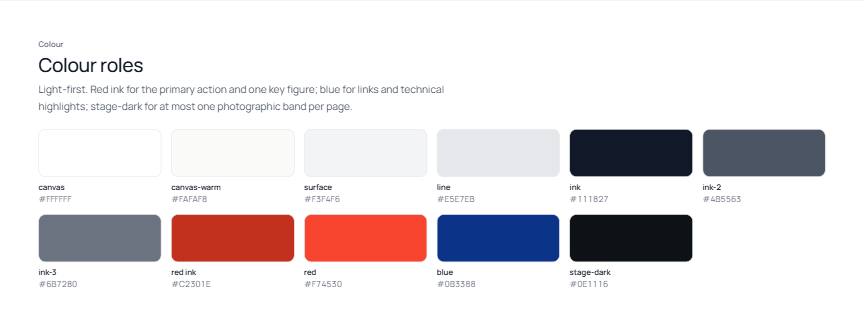 Colour
Colour roles
Light-first. Red ink for the primary action and one key figure; blue for links and technical
highlights; stage-dark for at most one photographic band per page.
canvas
#FFFFFF
canvas-warm
#FAFAF8
surface
#F3F4F6
line
#E5E7EB
ink
#111827
ink-2
#4B5563
ink-3
#6B7280
red ink
#C2301E
red
#F74530
blue
#0B3388
stage-dark
#0E1116